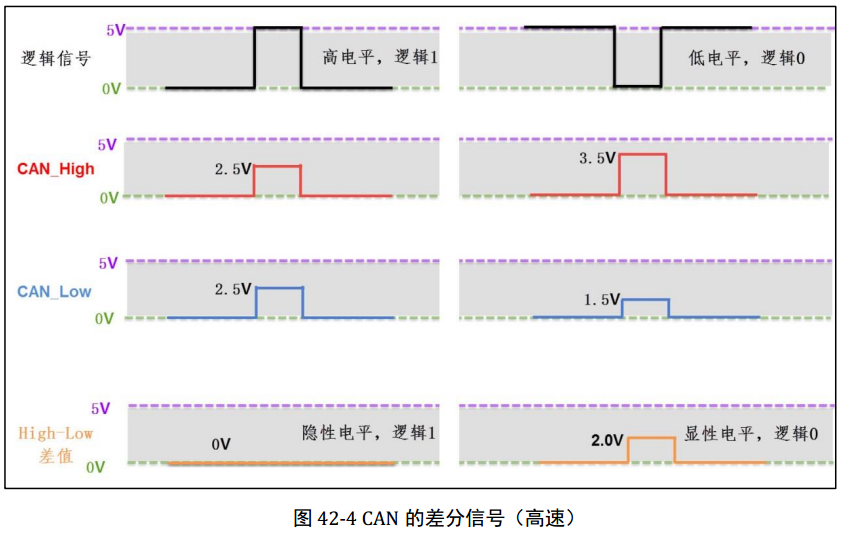 5V
逻辑信号
高电平，逻辑1
低电平，逻辑0
0V
5V
CAN_High
2.5V
3.5V
0V
5V
CAN_Low
2.5V
1.5V
0V
5V
High-Low
差值
0V
隐性电平，逻辑1
2.0V
显性电平，逻辑0
0V
图 42-4 CAN 的差分信号（高速）